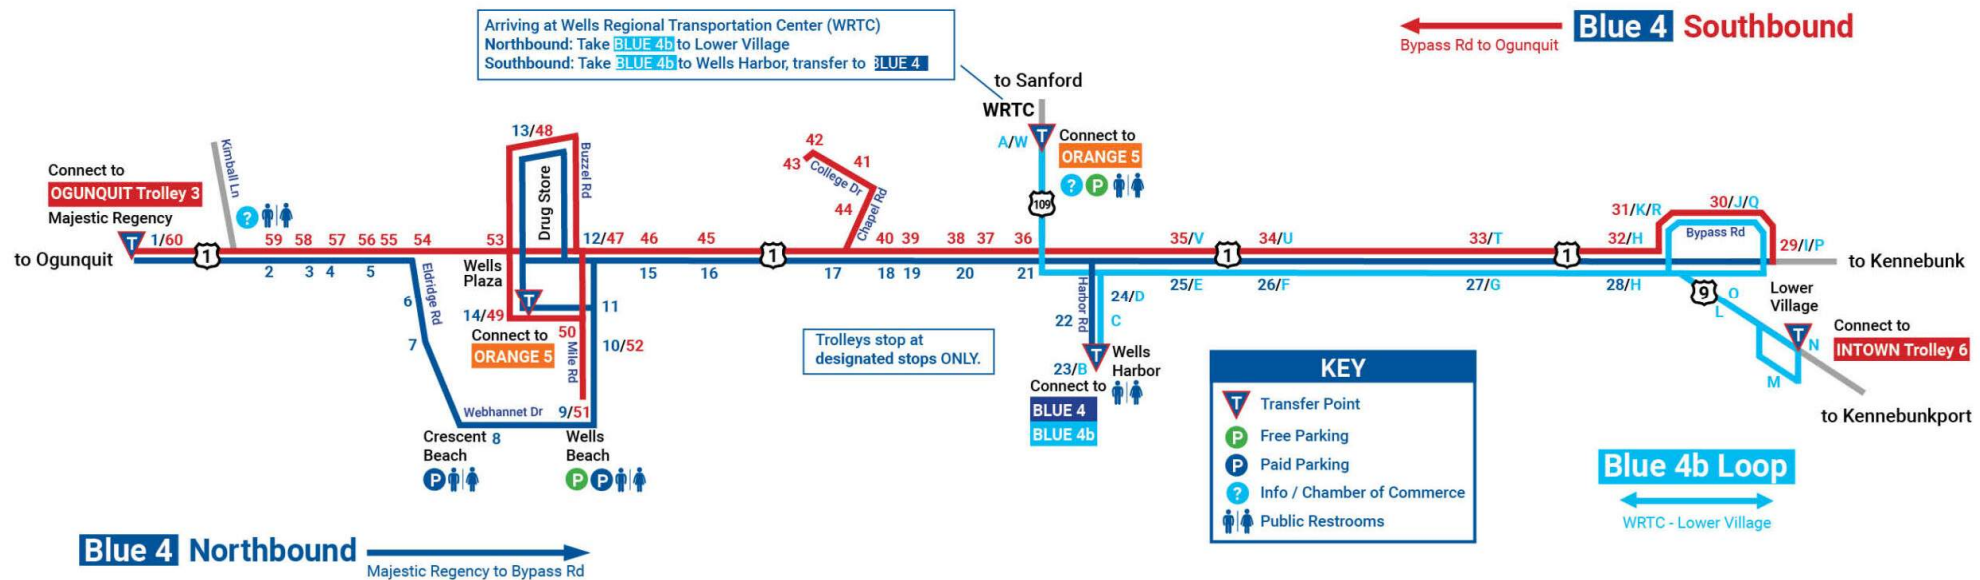 Arriving at Wells Regional Transportation Center (WRTC)
Northbound: Take BLUE 4b to Lower Village
Southbound: Take BLUE 4b to Wells Harbor, transfer to BLUE 4
Blue 4 Southbound
Bypass Rd to Ogunquit
to Sanford
WRTC
A/W
T
Connect to
ORANGE 5
? P
109
Connect to
OGUNQUIT Trolley 3
Majestic Regency
T
to Ogunquit
Kimball Ln
?
1/60
1
59
58
57
56
55
54
53
2
3
4
5
6
7
Eldridge Rd
13/48
Buzzel Rd
Drug Store
Wells
Plaza
T
14/49
Connect to
ORANGE 5
12/47
11
50
10/52
Mile Rd
9/51
Webhannet Dr
8
Crescent
Beach
P
Wells
Beach
P P
46
45
1
15
16
17
42
43
41
44
College Dr
Chapel Rd
40
39
38
37
36
18
19
20
21
Trolleys stop at
designated stops ONLY.
Harbor Rd
22
24/D
C
23/B
T
Wells
Harbor
Connect to
BLUE 4
BLUE 4b
35/V
1
34/U
33/T
1
32/H
31/K/R
30/J/Q
Bypass Rd
29/I/P
25/E
26/F
27/G
28/H
to Kennebunk
9
O
L
Lower
Village
T
N
M
Connect to
INTOWN Trolley 6
to Kennebunkport
KEY
T Transfer Point
P Free Parking
P Paid Parking
? Info / Chamber of Commerce
Public Restrooms
Blue 4b Loop
WRTC - Lower Village
Blue 4 Northbound
Majestic Regency to Bypass Rd